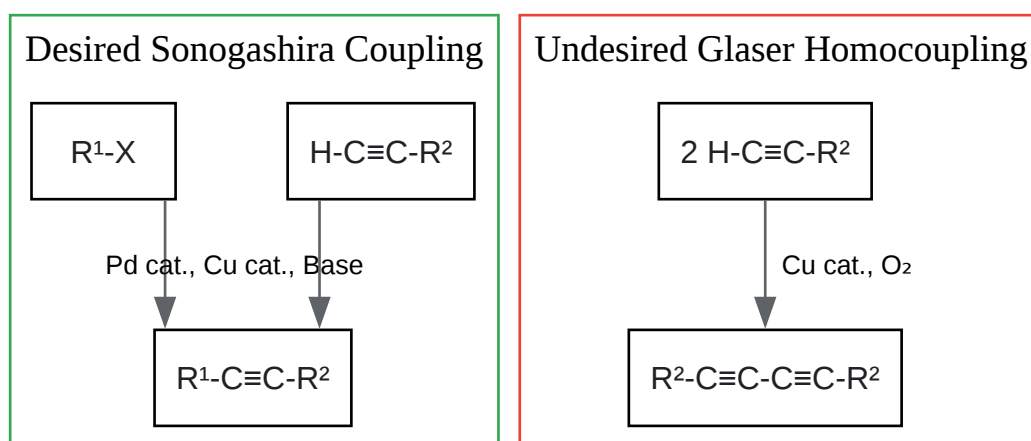 Desired Sonogashira Coupling
R¹-X
H-C≡C-R²
Pd cat., Cu cat., Base
R¹-C≡C-R²
Undesired Glaser Homocoupling
2 H-C≡C-R²
Cu cat., O₂
R²-C≡C-C≡C-R²